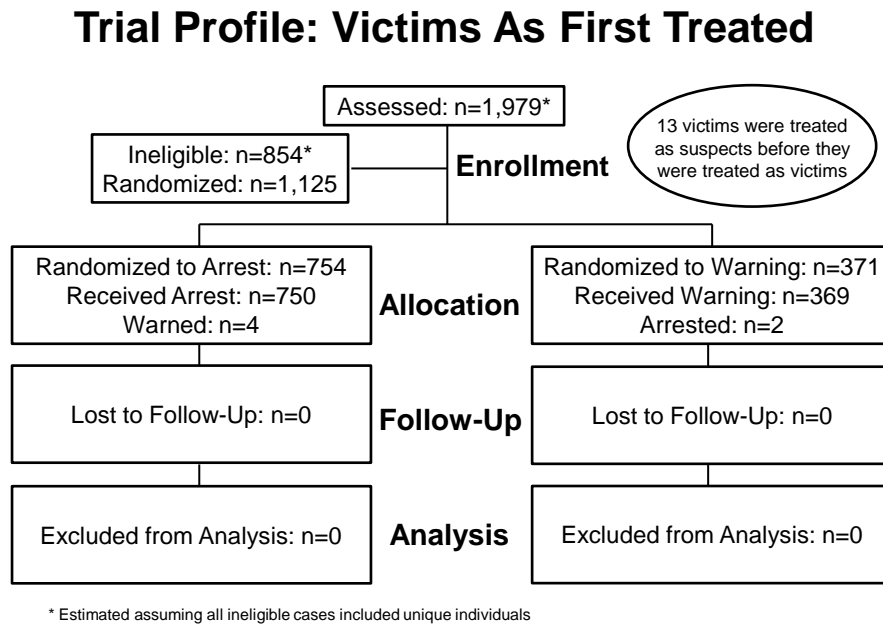 Trial Profile: Victims As First Treated
Assessed: n=1,979*
13 victims were treated
as suspects before they
were treated as victims
Ineligible: n=854*
Randomized: n=1,125
Enrollment
Randomized to Arrest: n=754
Received Arrest: n=750
Warned: n=4
Allocation
Randomized to Warning: n=371
Received Warning: n=369
Arrested: n=2
Lost to Follow-Up: n=0
Follow-Up
Lost to Follow-Up: n=0
Excluded from Analysis: n=0
Analysis
Excluded from Analysis: n=0
* Estimated assuming all ineligible cases included unique individuals